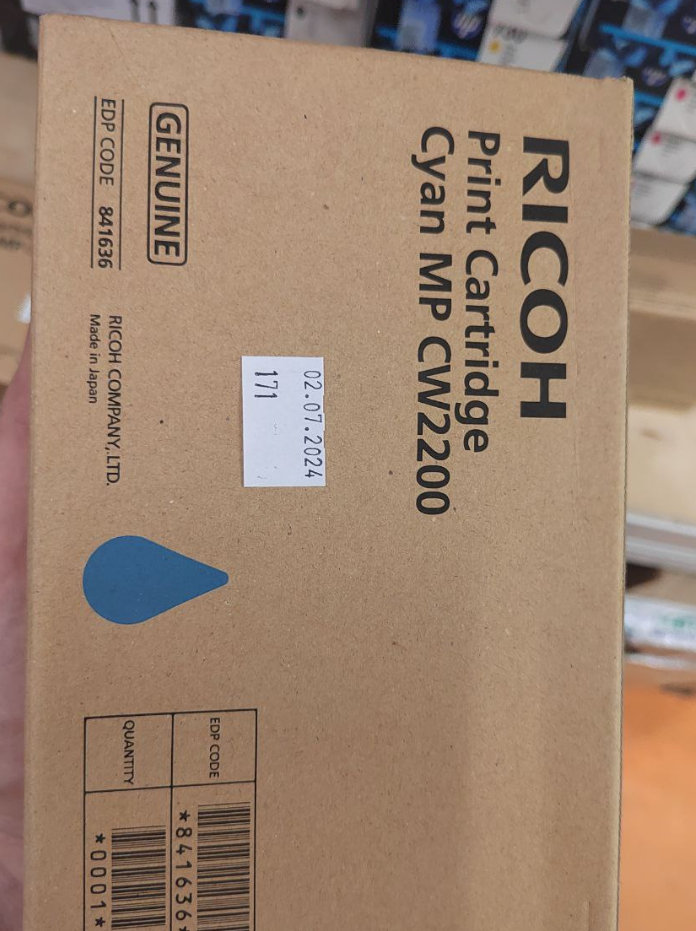 RICOH
Print Cartridge
Cyan MP CW2200
02.07.2024
171
GENUINE
EDP CODE 841636
RICOH COMPANY, LTD.
Made in Japan
EDP CODE
*841636*
QUANTITY
*0001*